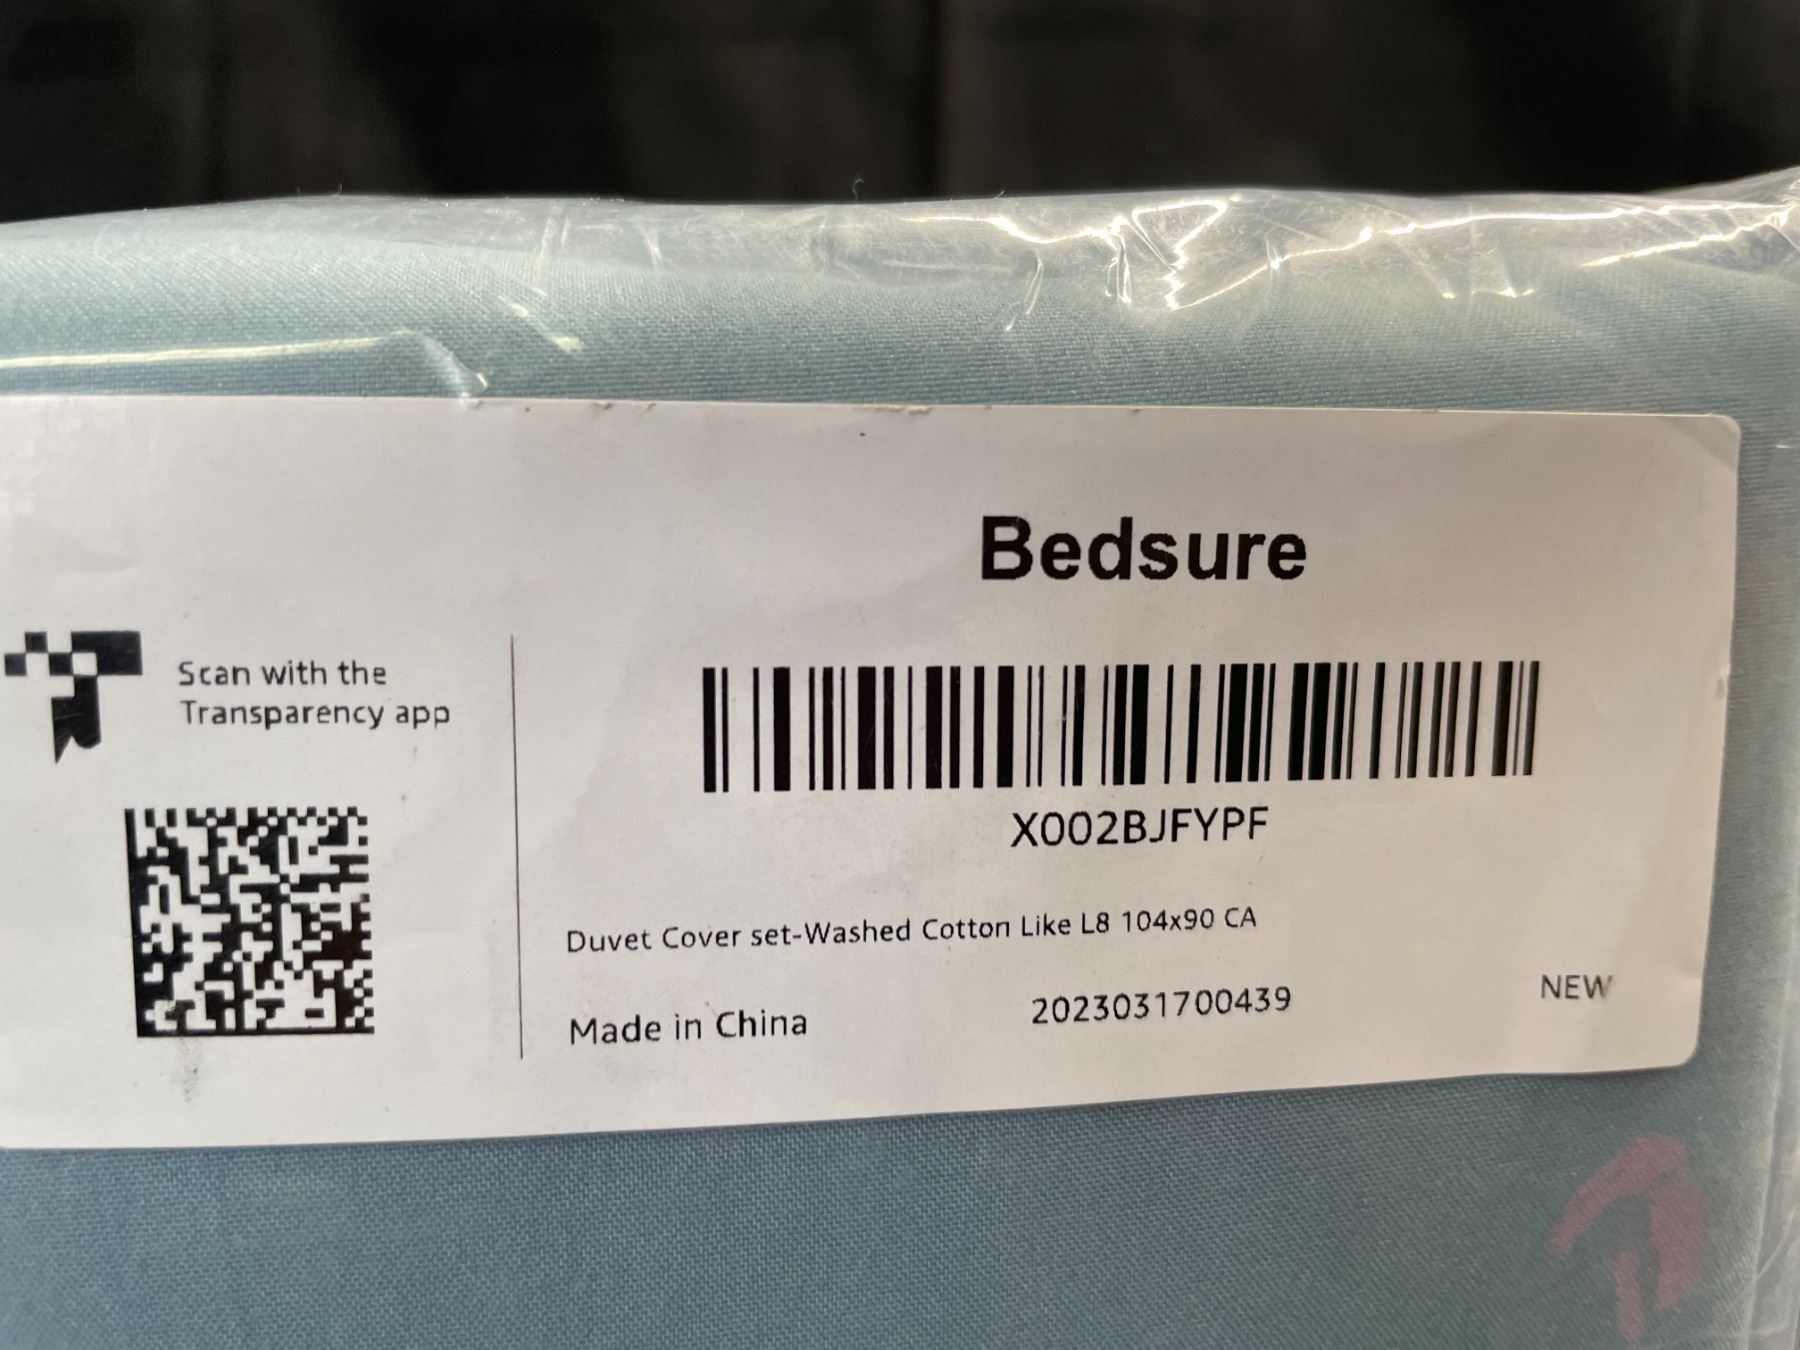 Bedsure
Scan with the
Transparency app
X002BJFYPF
Duvet Cover set-Washed Cotton Like L8 104x90 CA
Made in China
2023031700439
NEW